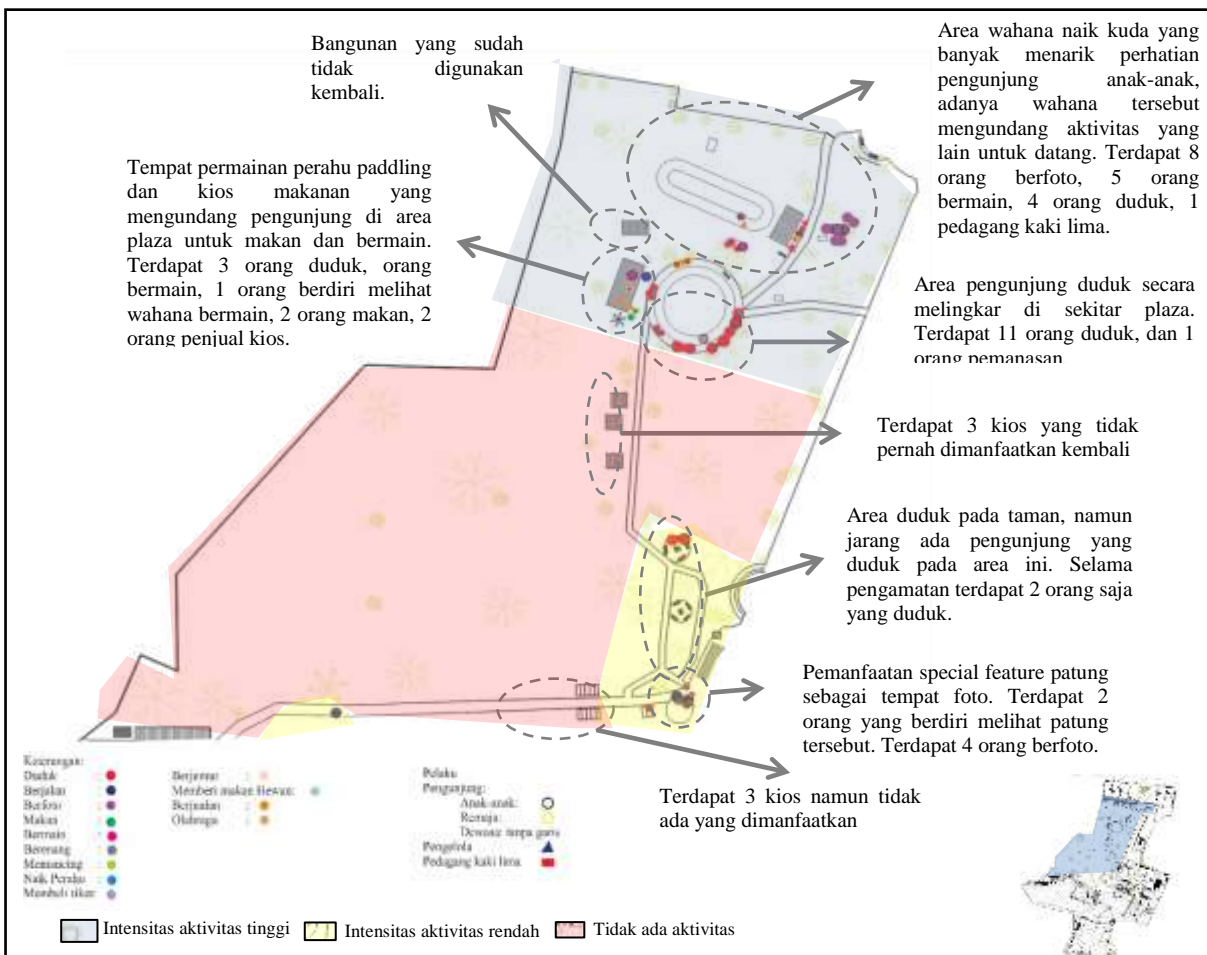 Bangunan yang sudah
tidak digunakan
kembali.
Area wahana naik kuda yang
banyak menarik perhatian
pengunjung anak-anak,
adanya wahana tersebut
mengundang aktivitas yang
lain untuk datang. Terdapat 8
orang berfoto, 5 orang
bermain, 4 orang duduk, 1
pedagang kaki lima.
Tempat permainan perahu paddling
dan kios makanan yang
mengundang pengunjung di area
plaza untuk makan dan bermain.
Terdapat 3 orang duduk, orang
bermain, 1 orang berdiri melihat
wahana bermain, 2 orang makan, 2
orang penjual kios.
Area pengunjung duduk secara
melingkar di sekitar plaza.
Terdapat 11 orang duduk, dan 1
orang pemanasan
Terdapat 3 kios yang tidak
pernah dimanfaatkan kembali
Area duduk pada taman, namun
jarang ada pengunjung yang
duduk pada area ini. Selama
pengamatan terdapat 2 orang saja
yang duduk.
Pemanfaatan special feature patung
sebagai tempat foto. Terdapat 2
orang yang berdiri melihat patung
tersebut. Terdapat 4 orang berfoto.
Terdapat 3 kios namun tidak
ada yang dimanfaatkan
Keterangan:
Duduk :
Berjalan :
Berfoto :
Makan :
Bermain :
Berenang :
Memancing :
Naik Perahu :
Membeli tiket :
Berjemur :
Memberi makan Hewan :
Berjualan :
Olahraga :
Pelaku
Pengunjung:
Anak-anak:
Remaja:
Dewasa: tanpa garis
Pengelola
Pedagang kaki lima
Intensitas aktivitas tinggi
Intensitas aktivitas rendah
Tidak ada aktivitas